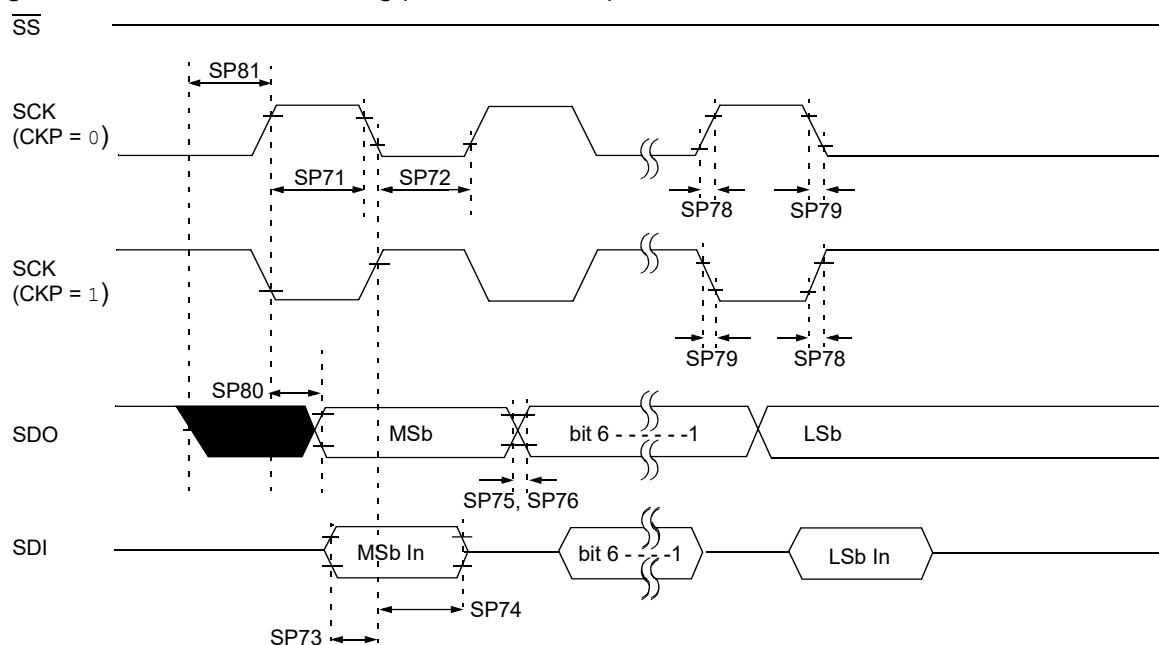 SS
SP81
SCK
(CKP = 0)
SP71
SP72
SP78
SP79
SCK
(CKP = 1)
SP79
SP78
SP80
SDO
MSb
bit 6 - - - - - -1
LSb
SP75, SP76
SDI
MSb In
bit 6 - - - -1
LSb In
SP74
SP73